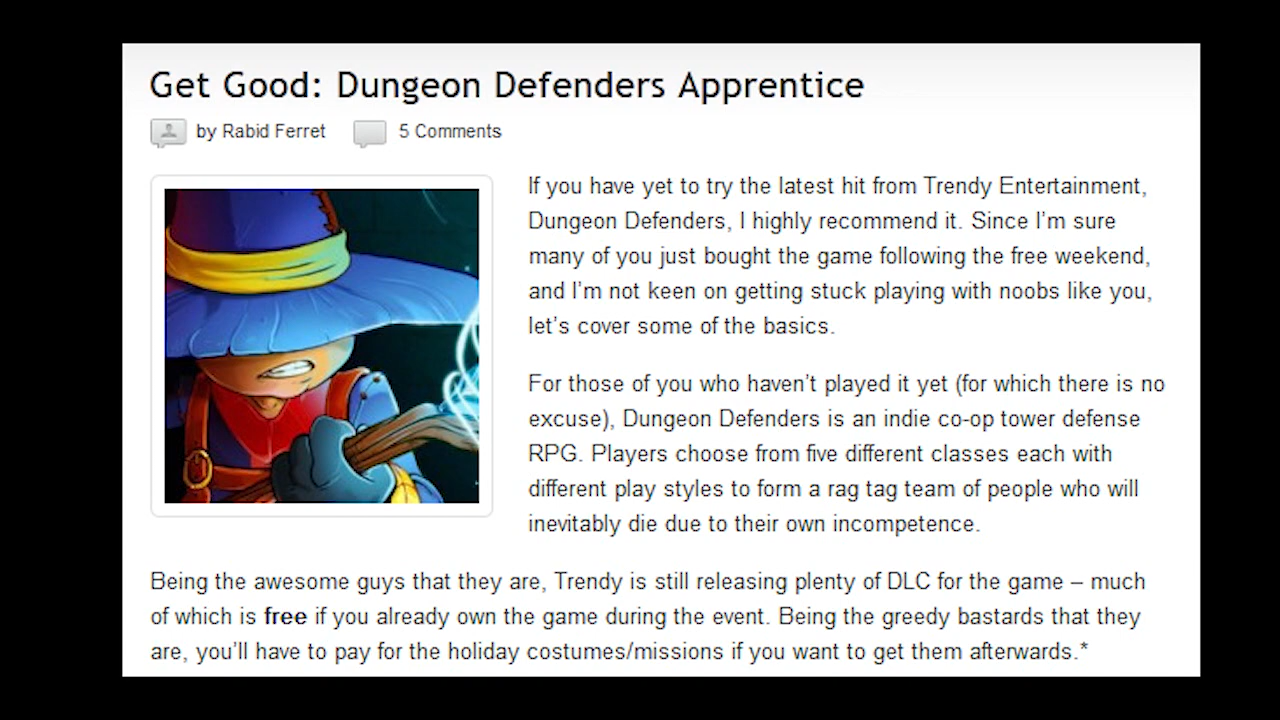 Get Good: Dungeon Defenders Apprentice
by Rabid Ferret 5 Comments
If you have yet to try the latest hit from Trendy Entertainment,
Dungeon Defenders, I highly recommend it. Since I’m sure
many of you just bought the game following the free weekend,
and I’m not keen on getting stuck playing with noobs like you,
let’s cover some of the basics.
For those of you who haven’t played it yet (for which there is no
excuse), Dungeon Defenders is an indie co-op tower defense
RPG. Players choose from five different classes each with
different play styles to form a rag tag team of people who will
inevitably die due to their own incompetence.
Being the awesome guys that they are, Trendy is still releasing plenty of DLC for the game – much
of which is free if you already own the game during the event. Being the greedy bastards that they
are, you’ll have to pay for the holiday costumes/missions if you want to get them afterwards.*